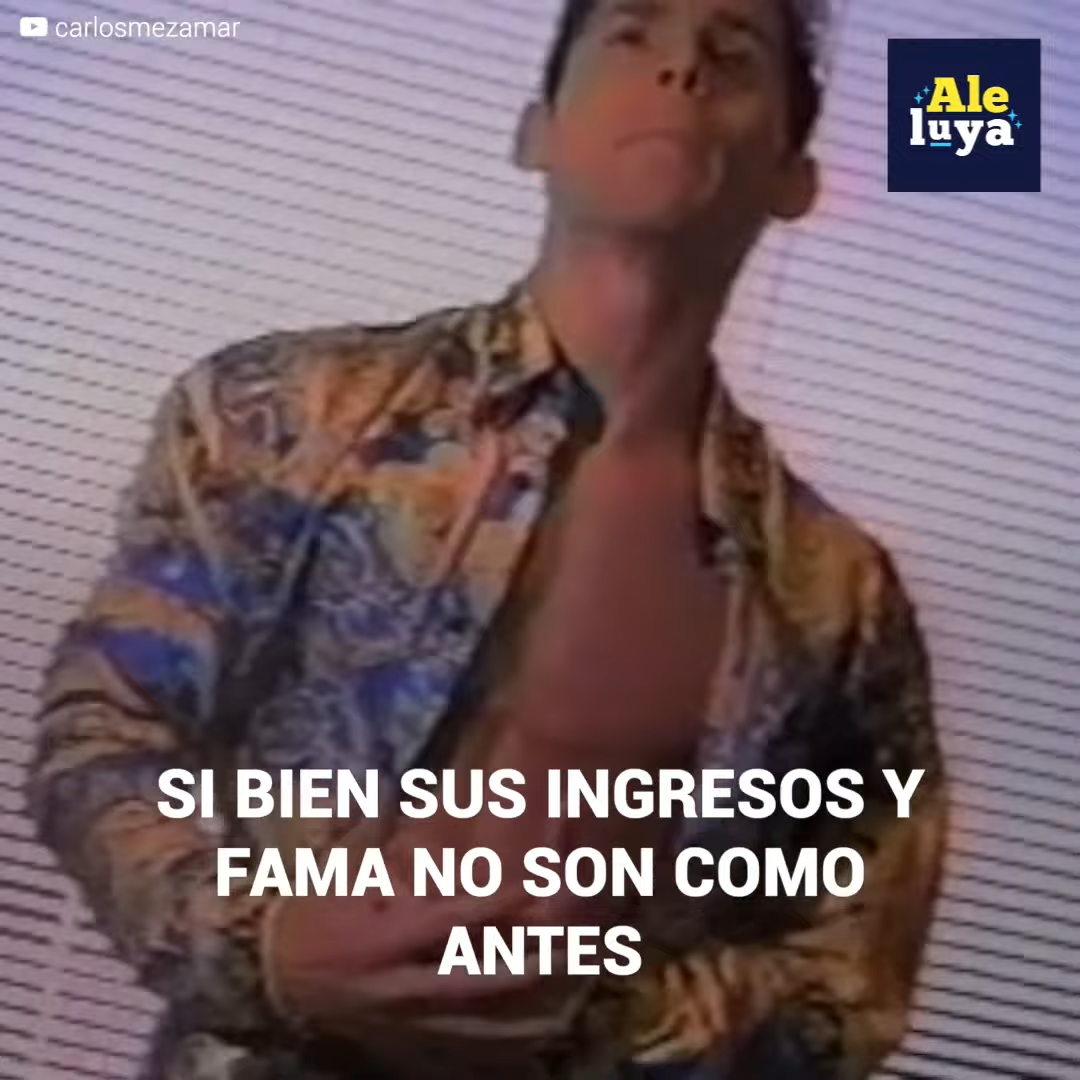 carlosmezamar
Ale
luya
SI BIEN SUS INGRESOS Y
FAMA NO SON COMO
ANTES